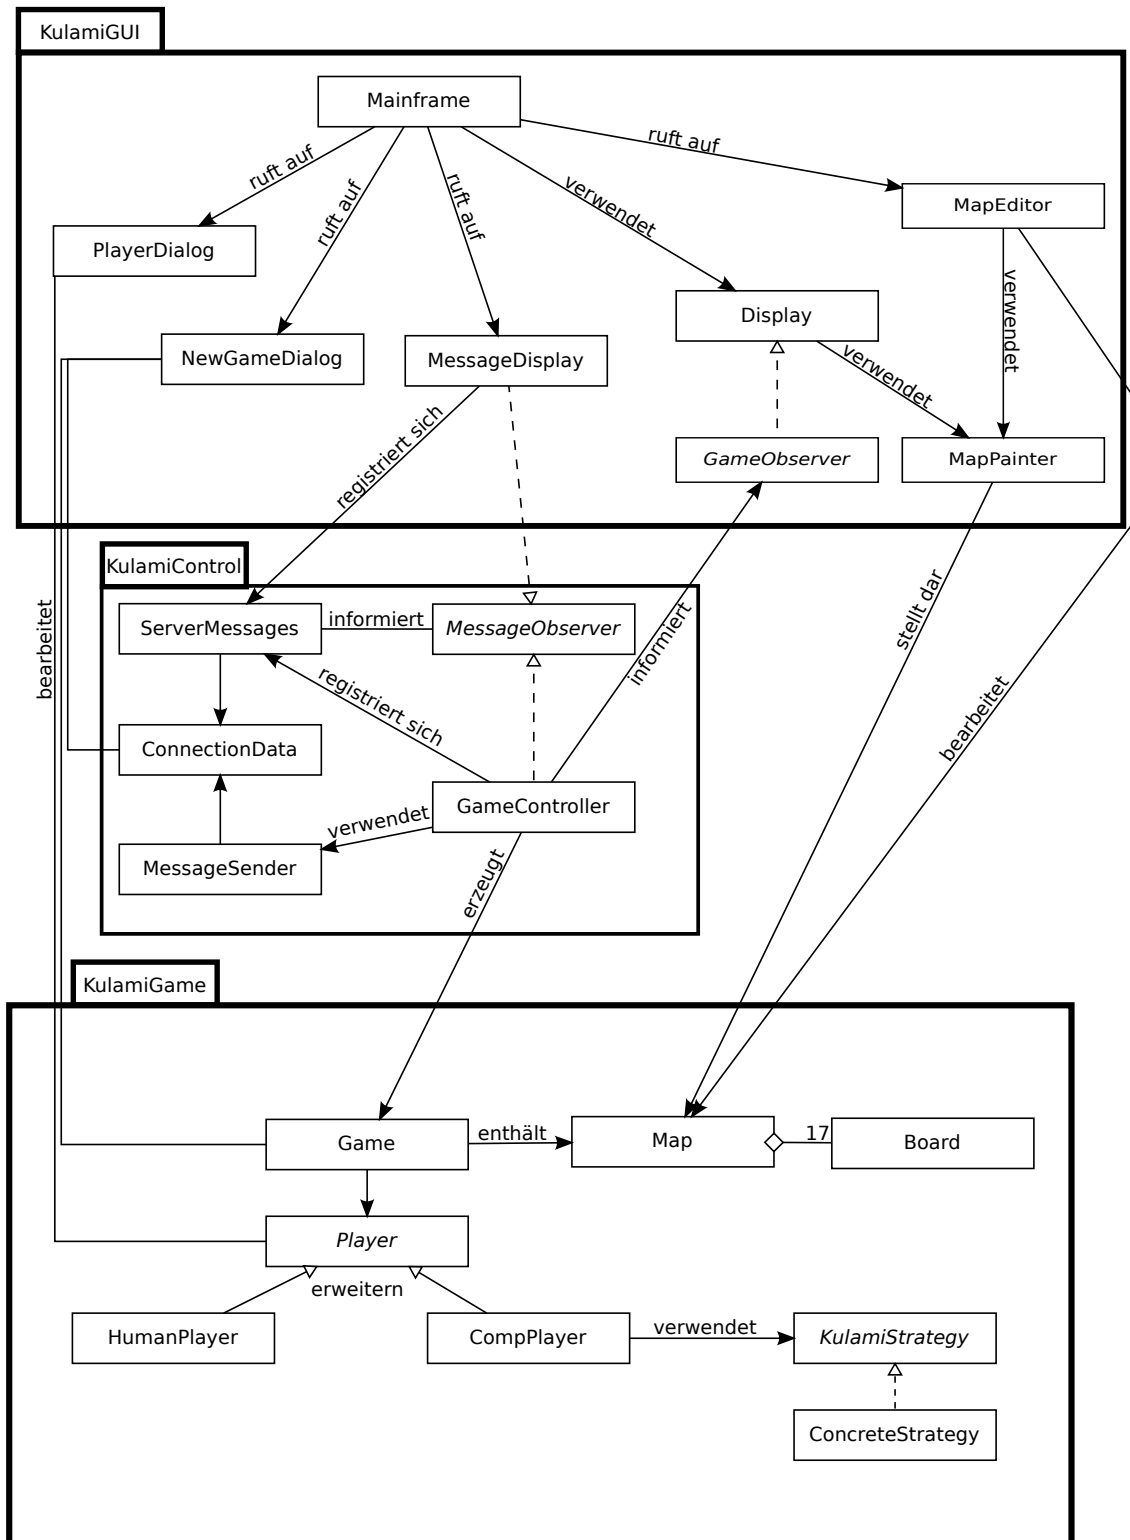 KulamiGUI
Mainframe
ruft auf
ruft auf
ruft auf
ruft auf
verwendet
MapEditor
PlayerDialog
Display
verwendet
NewGameDialog
MessageDisplay
verwendet
registriert sich
GameObserver
MapPainter
KulamiControl
stellt dar
ServerMessages
informiert
MessageObserver
informiert
bearbeitet
registriert sich
bearbeitet
ConnectionData
GameController
verwendet
MessageSender
erzeugt
KulamiGame
Game
enthält
Map
17
Board
Player
erweitern
HumanPlayer
CompPlayer
verwendet
KulamiStrategy
ConcreteStrategy